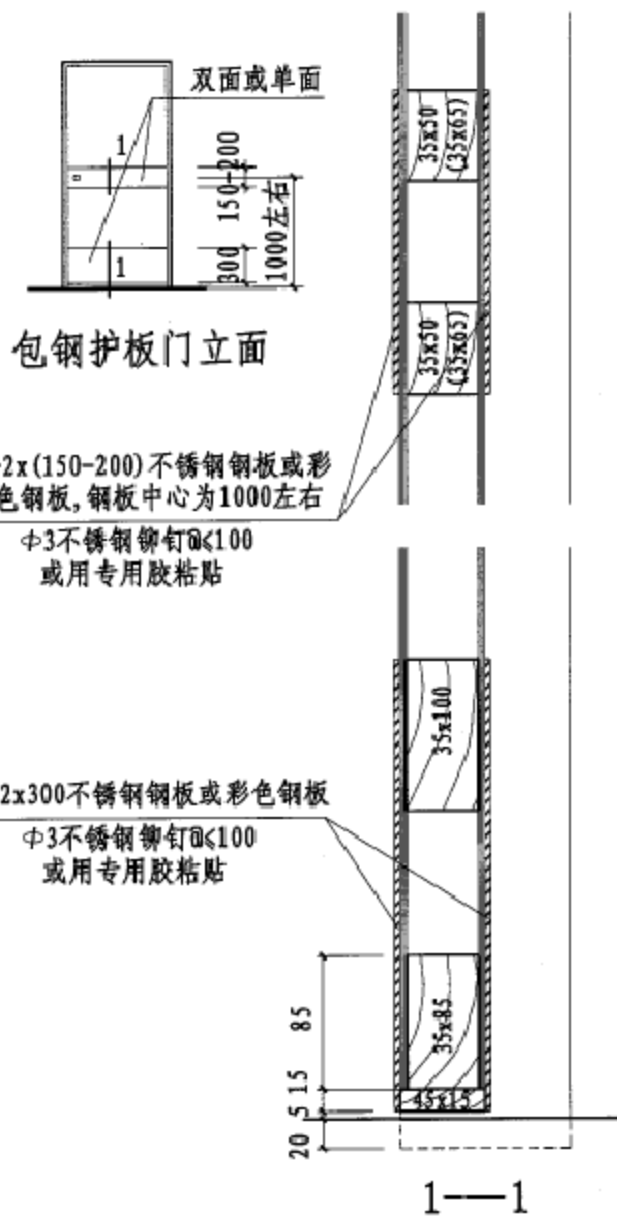 双面或单面
1
1
150-200
300
1000左右
包钢护板门立面
35x50
(35x65)
35x50
(35x65)
2x(150-200)不锈钢钢板或彩
色钢板,钢板中心为1000左右
Φ3不锈钢铆钉@≤100
或用专用胶粘贴
35x100
2x300不锈钢钢板或彩色钢板
Φ3不锈钢铆钉@≤100
或用专用胶粘贴
35x85
45x15
85
15
5
20
1—1